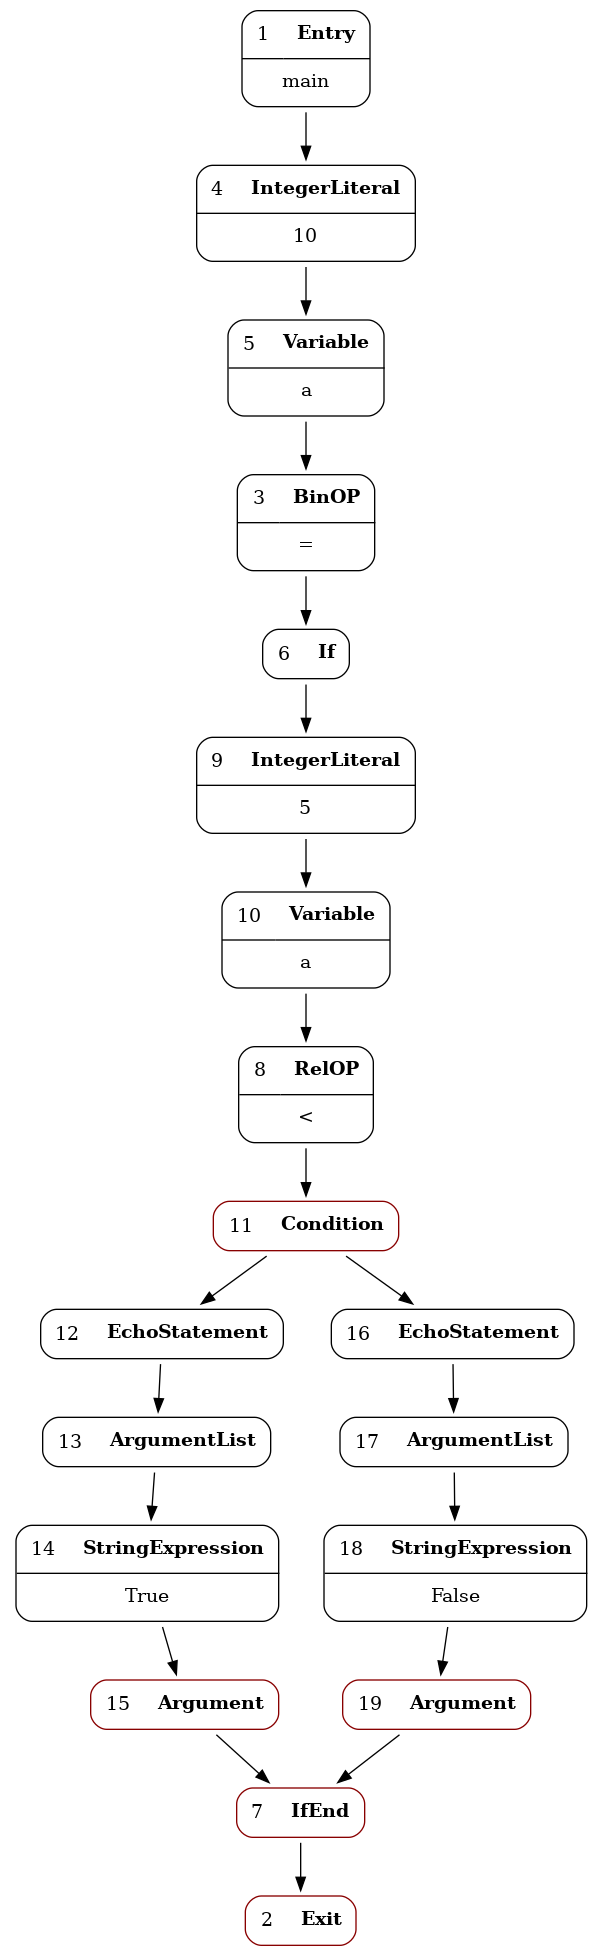 1 Entry
main
4 IntegerLiteral
10
5 Variable
a
3 BinOP
=
6 If
9 IntegerLiteral
5
10 Variable
a
8 RelOP
<
11 Condition
12 EchoStatement
16 EchoStatement
13 ArgumentList
17 ArgumentList
14 StringExpression
True
18 StringExpression
False
15 Argument
19 Argument
7 IfEnd
2 Exit